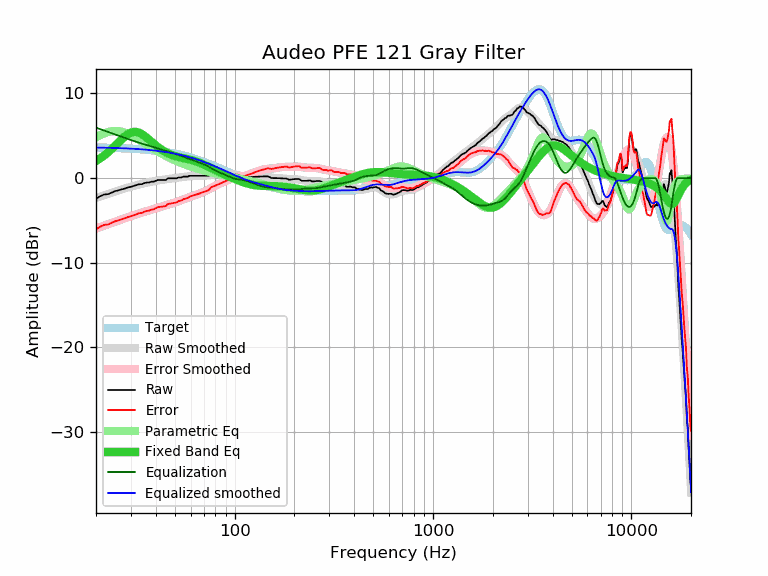 Audeo PFE 121 Gray Filter
Amplitude (dBr)
10
0
−10
−20
−30
Target
Raw Smoothed
Error Smoothed
Raw
Error
Parametric Eq
Fixed Band Eq
Equalization
Equalized smoothed
100
1000
10000
Frequency (Hz)